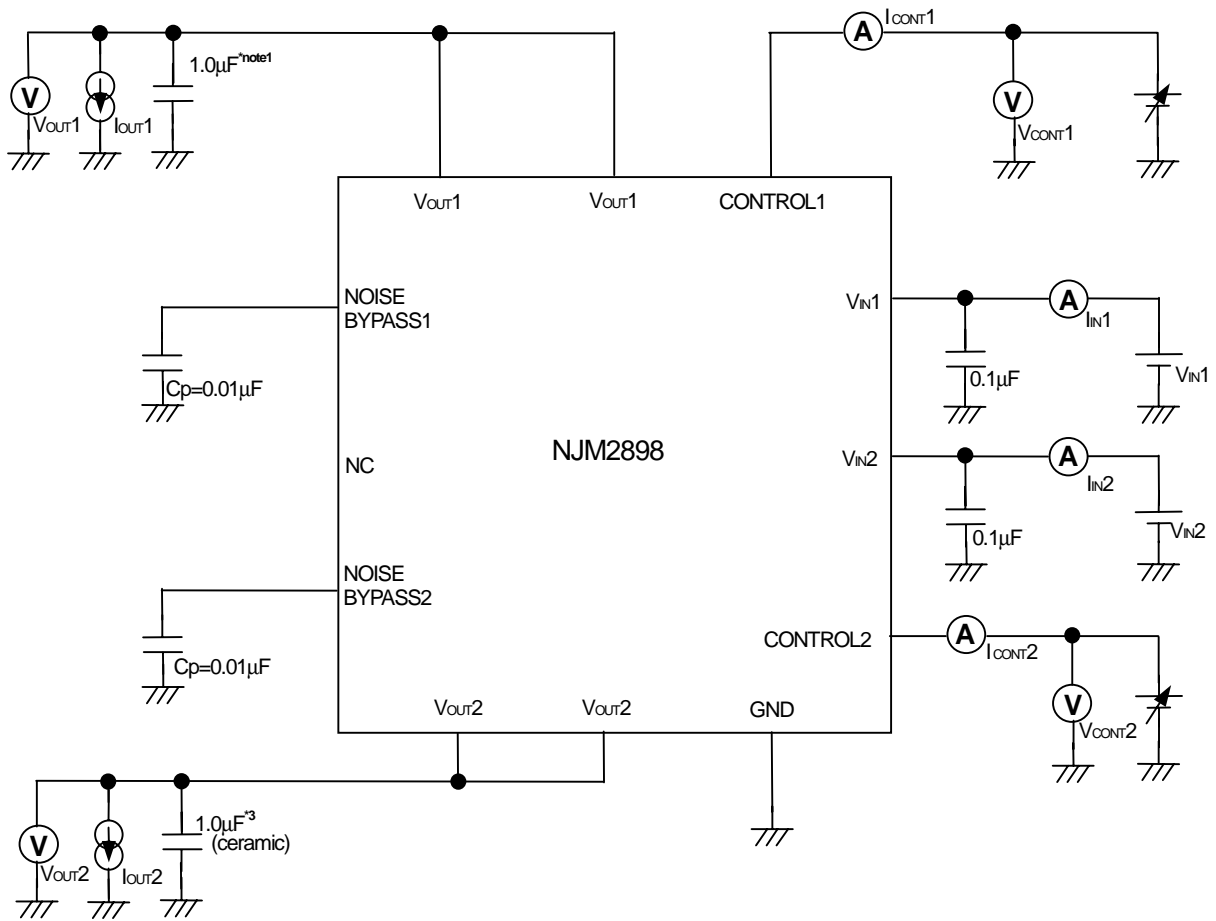 A
ICONT1
1.0μF*note1
V
VOUT1
IOUT1
V
VCONT1
VOUT1
VOUT1
CONTROL1
NOISE
BYPASS1
VIN1
A
IIN1
Cp=0.01μF
0.1μF
VIN1
NJM2898
NC
VIN2
A
IIN2
0.1μF
VIN2
NOISE
BYPASS2
CONTROL2
A
ICONT2
Cp=0.01μF
VOUT2
VOUT2
GND
V
VCONT2
1.0μF*3
(ceramic)
V
VOUT2
IOUT2